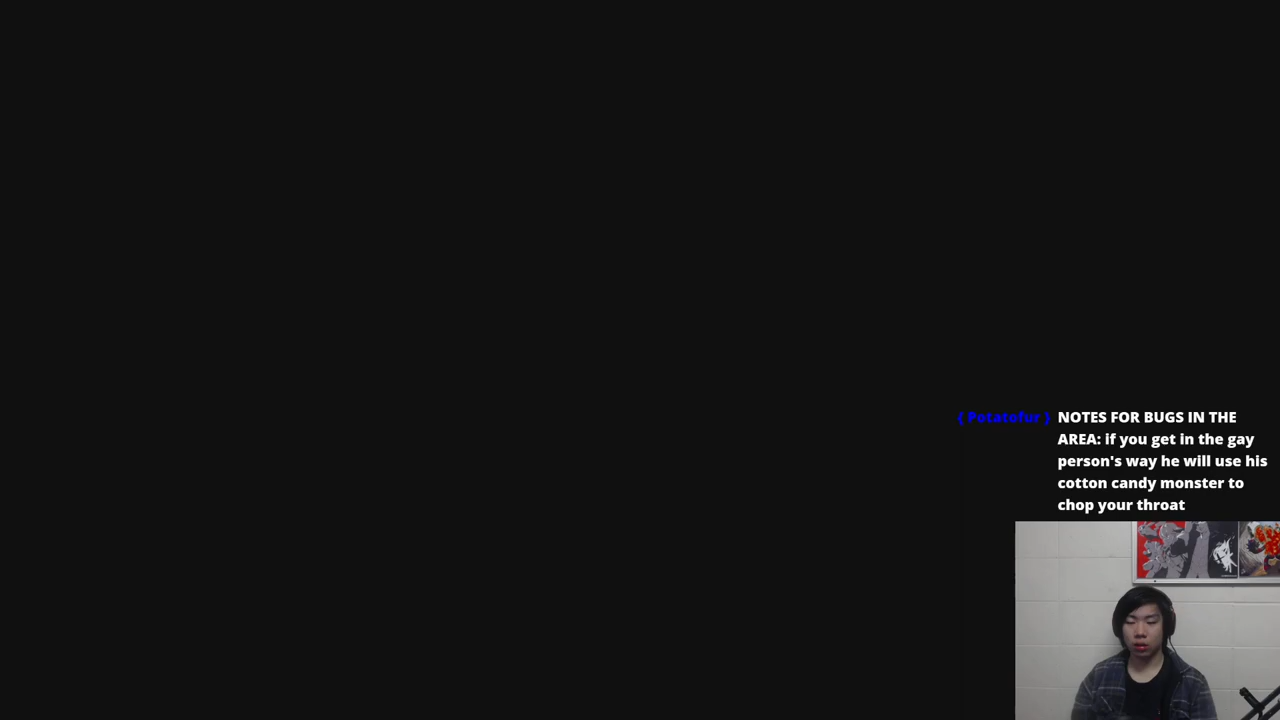 { Potatofur } NOTES FOR BUGS IN THE
AREA: if you get in the gay
person's way he will use his
cotton candy monster to
chop your throat